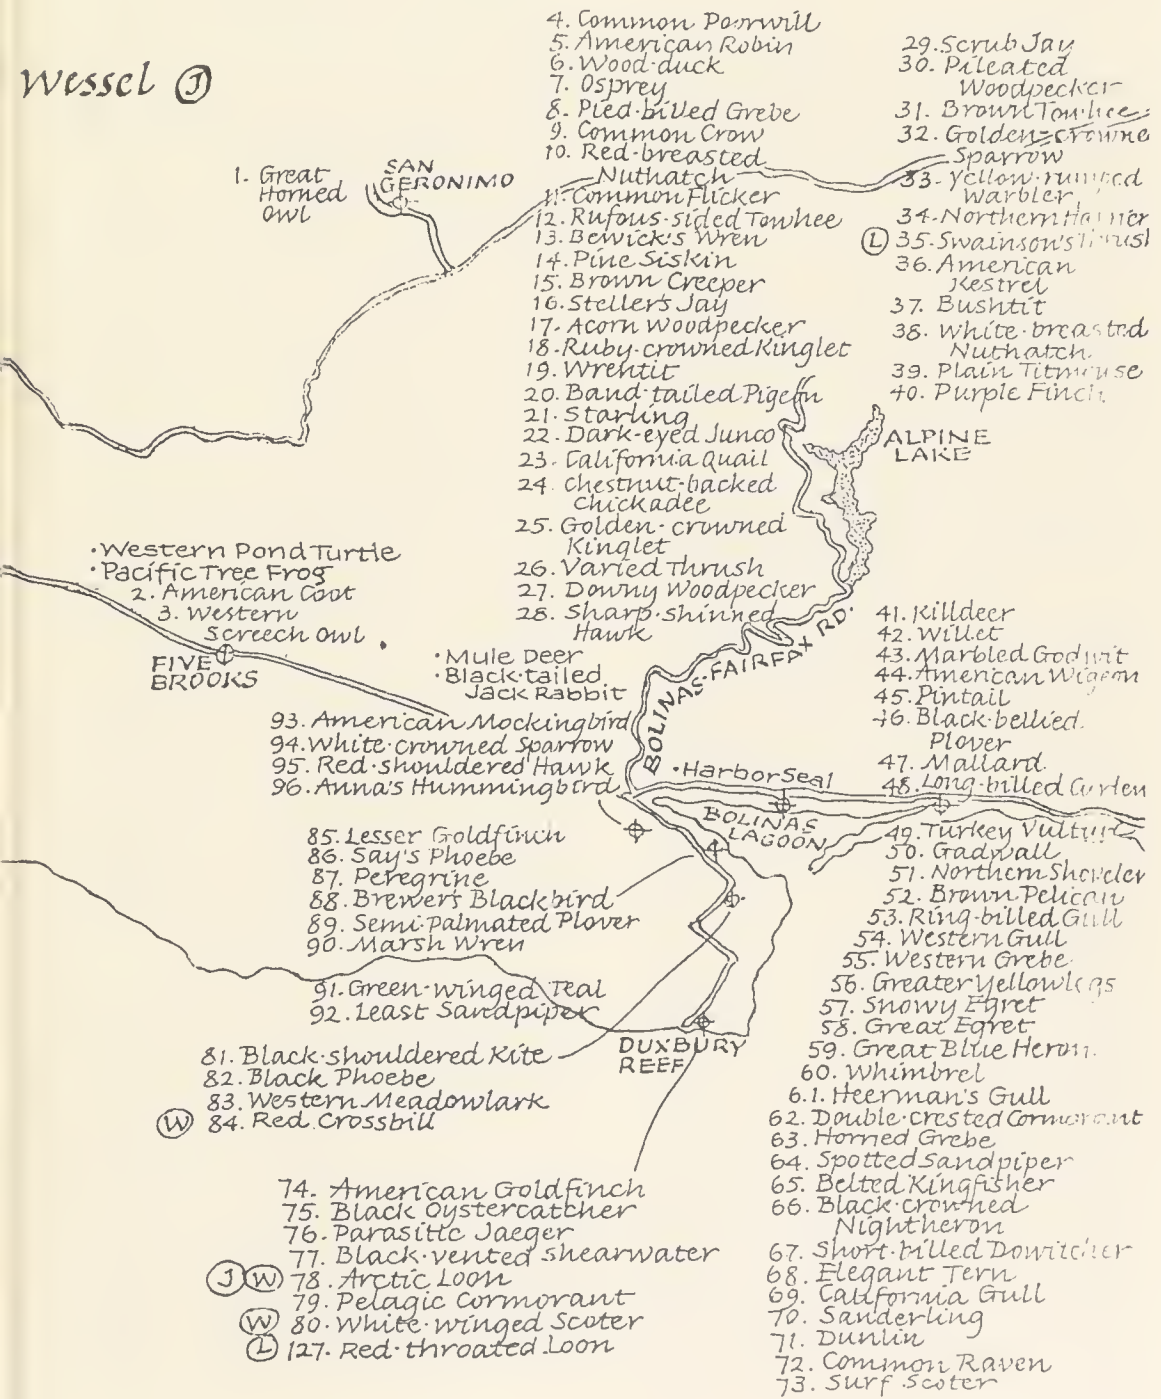 Wessel (J)
1. Great
Horned
Owl
SAN
GERONIMO
4. Common Poorwill
5. American Robin
6. Wood-duck
7. Osprey
8. Pied-billed Grebe
9. Common Crow
10. Red-breasted
Nuthatch
11. Common Flicker
12. Rufous-sided Towhee
13. Bewick's Wren
14. Pine Siskin
15. Brown Creeper
16. Steller's Jay
17. Acorn Woodpecker
18. Ruby-crowned Kinglet
19. Wrentit
20. Band-tailed Pigeon
21. Starling
22. Dark-eyed Junco
23. California Quail
24. Chestnut-backed
Chickadee
25. Golden-crowned
Kinglet
26. Varied Thrush
27. Downy Woodpecker
28. Sharp-shinned
Hawk
29. Scrub Jay
30. Pileated
Woodpecker
31. Brown Towhee
32. Golden-crowne
Sparrow
33. Yellow-rumped
Warbler
34. Northern Harrier
(L) 35. Swainson's Thrush
36. American
Kestrel
37. Bushtit
38. White-breasted
Nuthatch
39. Plain Titmouse
40. Purple Finch
ALPINE
LAKE
• Western Pond Turtle
• Pacific Tree Frog
2. American Coot
3. Western
Screech Owl
FIVE
BROOKS
• Mule Deer
• Black-tailed
Jack Rabbit
BOLINAS-FAIRFAX RD.
93. American Mockingbird
94. White-crowned Sparrow
95. Red-shouldered Hawk
96. Anna's Hummingbird
• Harbor Seal
BOLINAS
LAGOON
41. Killdeer
42. Willet
43. Marbled Godwit
44. American Wigeon
45. Pintail
46. Black-bellied
Plover
47. Mallard
48. Long-billed Curlew
49. Turkey Vulture
50. Gadwall
51. Northern Shoveler
52. Brown Pelican
53. Ring-billed Gull
54. Western Gull
55. Western Grebe
56. Greater Yellowlegs
57. Snowy Egret
58. Great Egret
59. Great Blue Heron
60. Whimbrel
61. Heerman's Gull
62. Double-crested Cormorant
63. Horned Grebe
64. Spotted Sandpiper
65. Belted Kingfisher
66. Black-crowned
Nightheron
67. Short-billed Dowitcher
68. Elegant Tern
69. California Gull
70. Sanderling
71. Dunlin
72. Common Raven
73. Surf Scoter
85. Lesser Goldfinch
86. Say's Phoebe
87. Peregrine
88. Brewer's Blackbird
89. Semi-Palmated Plover
90. Marsh Wren
91. Green-winged Teal
92. Least Sandpiper
DUXBURY
REEF
81. Black-shouldered Kite
82. Black Phoebe
83. Western Meadowlark
(W) 84. Red Crossbill
74. American Goldfinch
75. Black Oystercatcher
76. Parasitic Jaeger
77. Black-vented Shearwater
(J) (W) 78. Arctic Loon
79. Pelagic Cormorant
(W) 80. White-winged Scoter
(L) 127. Red-throated Loon